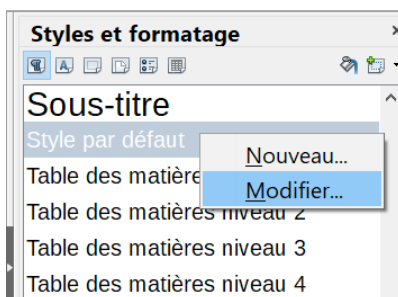 Styles et formatage
Sous-titre
Style par défaut
Nouveau...
Table des matière
Modifier...
Table des matières niveau 2
Table des matières niveau 3
Table des matières niveau 4